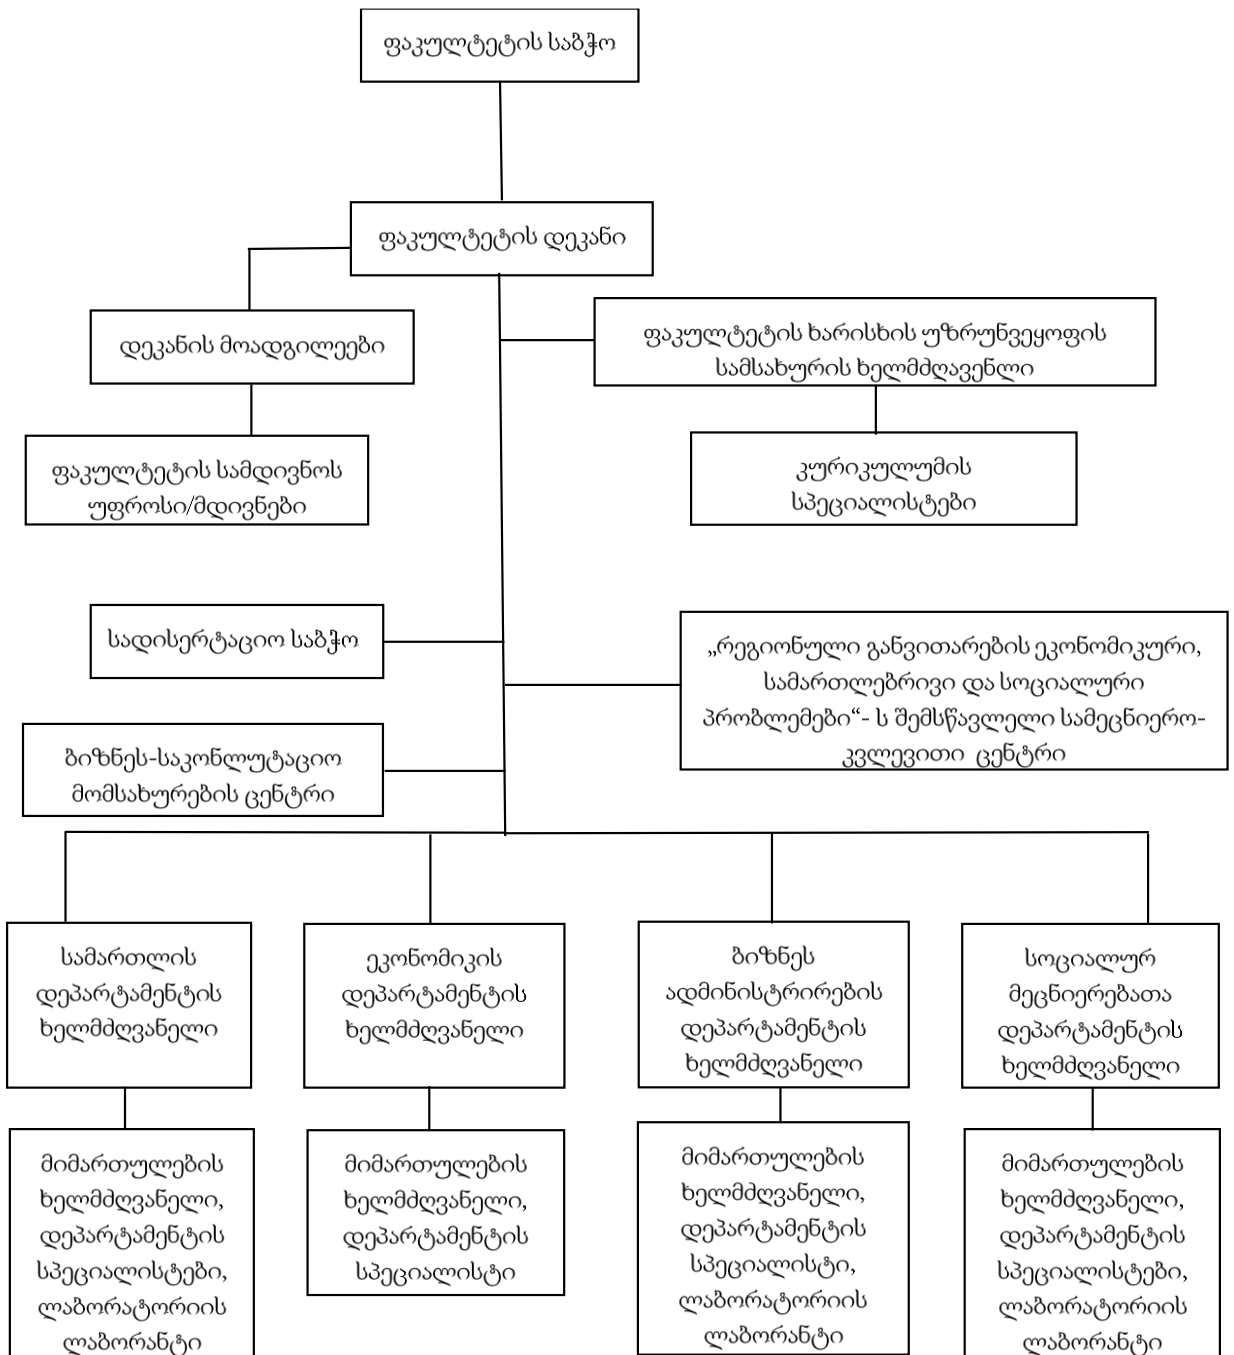 ფაკულტეტის საბჭო
ფაკულტეტის დეკანი
დეკანის მოადგილეები
ფაკულტეტის ხარისხის უზრუნვეყოფის
სამსახურის ხელმძღავენლი
ფაკულტეტის სამდივნოს
უფროსი/მდივნები
კურიკულუმის
სპეციალისტები
სადისერტაციო საბჭო
„რეგიონული განვითარების ეკონომიკური,
სამართლებრივი და სოციალური
პრობლემები“- ს შემსწავლელი სამეცნიერო-
კვლევითი ცენტრი
ბიზნეს-საკონლუტაციო
მომსახურების ცენტრი
სამართლის
დეპარტამენტის
ხელმძღვანელი
ეკონომიკის
დეპარტამენტის
ხელმძღვანელი
ბიზნეს
ადმინისტრირების
დეპარტამენტის
ხელმძღვანელი
სოციალურ
მეცნიერებათა
დეპარტამენტის
ხელმძღვანელი
მიმართულების
ხელმძღვანელი,
დეპარტამენტის
სპეციალისტები,
ლაბორატორიის
ლაბორანტი
მიმართულების
ხელმძღვანელი,
დეპარტამენტის
სპეციალისტი
მიმართულების
ხელმძღვანელი,
დეპარტამენტის
სპეციალისტი,
ლაბორატორიის
ლაბორანტი
მიმართულების
ხელმძღვანელი,
დეპარტამენტის
სპეციალისტები,
ლაბორატორიის
ლაბორანტი